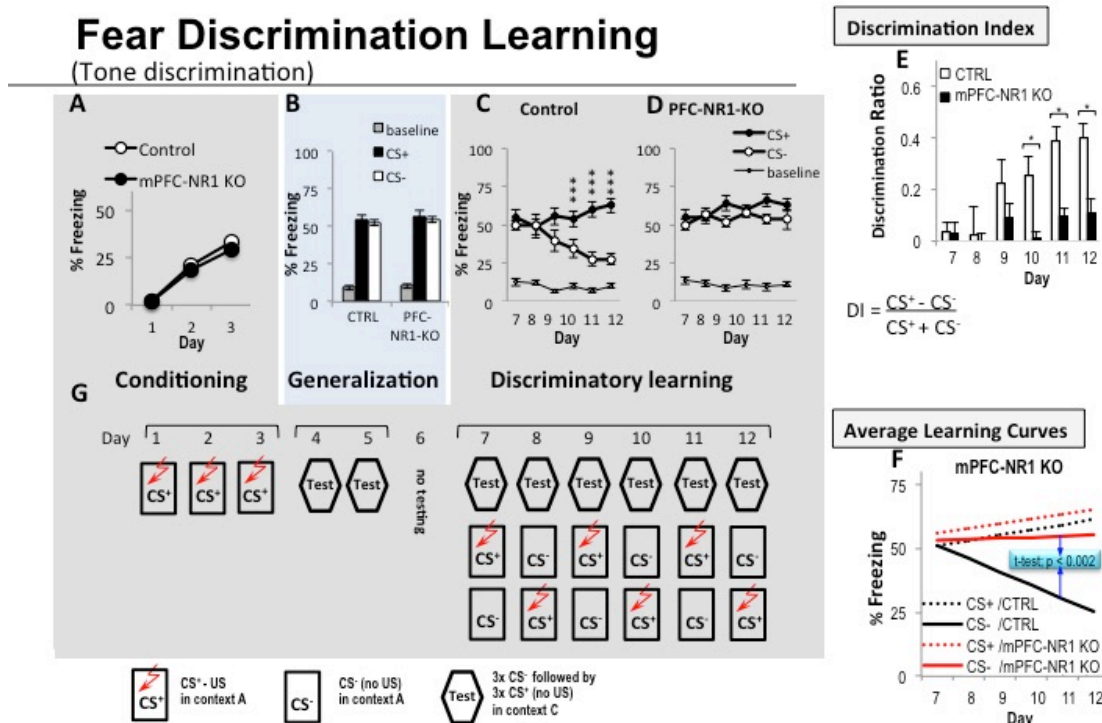 Fear Discrimination Learning
(Tone discrimination)
Discrimination Index
A
Control
mPFC-NR1 KO
% Freezing
50
25
0
1 2 3
Day
B
baseline
CS+
CS-
% Freezing
100
75
50
25
0
CTRL
PFC-
NR1-KO
C
Control
% Freezing
100
75
50
25
0
***
***
***
7 8 9 10 11 12
Day
D
PFC-NR1-KO
CS+
CS-
baseline
% Freezing
100
75
50
25
0
7 8 9 10 11 12
Day
E
CTRL
mPFC-NR1 KO
Discrimination Ratio
0.6
0.4
0.2
0
*
*
*
7 8 9 10 11 12
Day
DI = CS+ - CS-
CS+ + CS-
Conditioning
Generalization
Discriminatory learning
G
Day 1 2 3 4 5 6 7 8 9 10 11 12
CS+ CS+ CS+ Test Test no testing Test Test Test Test Test Test
CS+ CS- CS+ CS- CS+ CS-
CS- CS+ CS- CS+ CS- CS+
CS+
CS+ - US
in context A
CS-
CS- (no US)
in context A
Test
3x CS- followed by
3x CS+ (no US)
in context C
Average Learning Curves
F
mPFC-NR1 KO
% Freezing
75
50
25
0
t-test; p < 0.002
CS+ /CTRL
CS- /CTRL
CS+ /mPFC-NR1 KO
CS- /mPFC-NR1 KO
7 8 9 10 11 12
Day